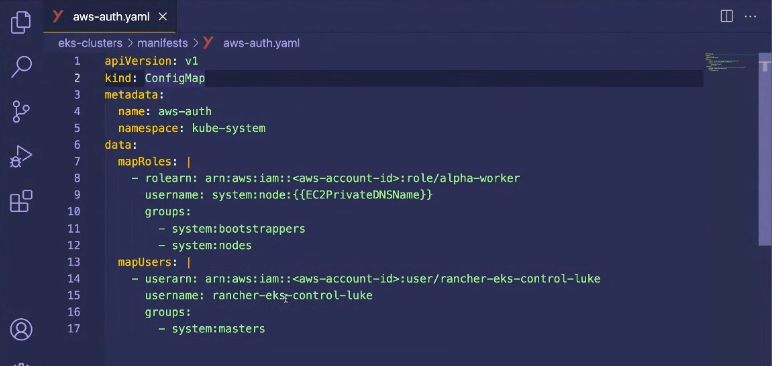 aws-auth.yaml
eks-clusters > manifests > aws-auth.yaml
1 apiVersion: v1
2 kind: ConfigMap
3 metadata:
4 name: aws-auth
5 namespace: kube-system
6 data:
7 mapRoles: |
8 - rolearn: arn:aws:iam::<aws-account-id>:role/alpha-worker
9 username: system:node:{{EC2PrivateDNSName}}
10 groups:
11 - system:bootstrappers
12 - system:nodes
13 mapUsers: |
14 - userarn: arn:aws:iam::<aws-account-id>:user/rancher-eks-control-luke
15 username: rancher-eks-control-luke
16 groups:
17 - system:masters